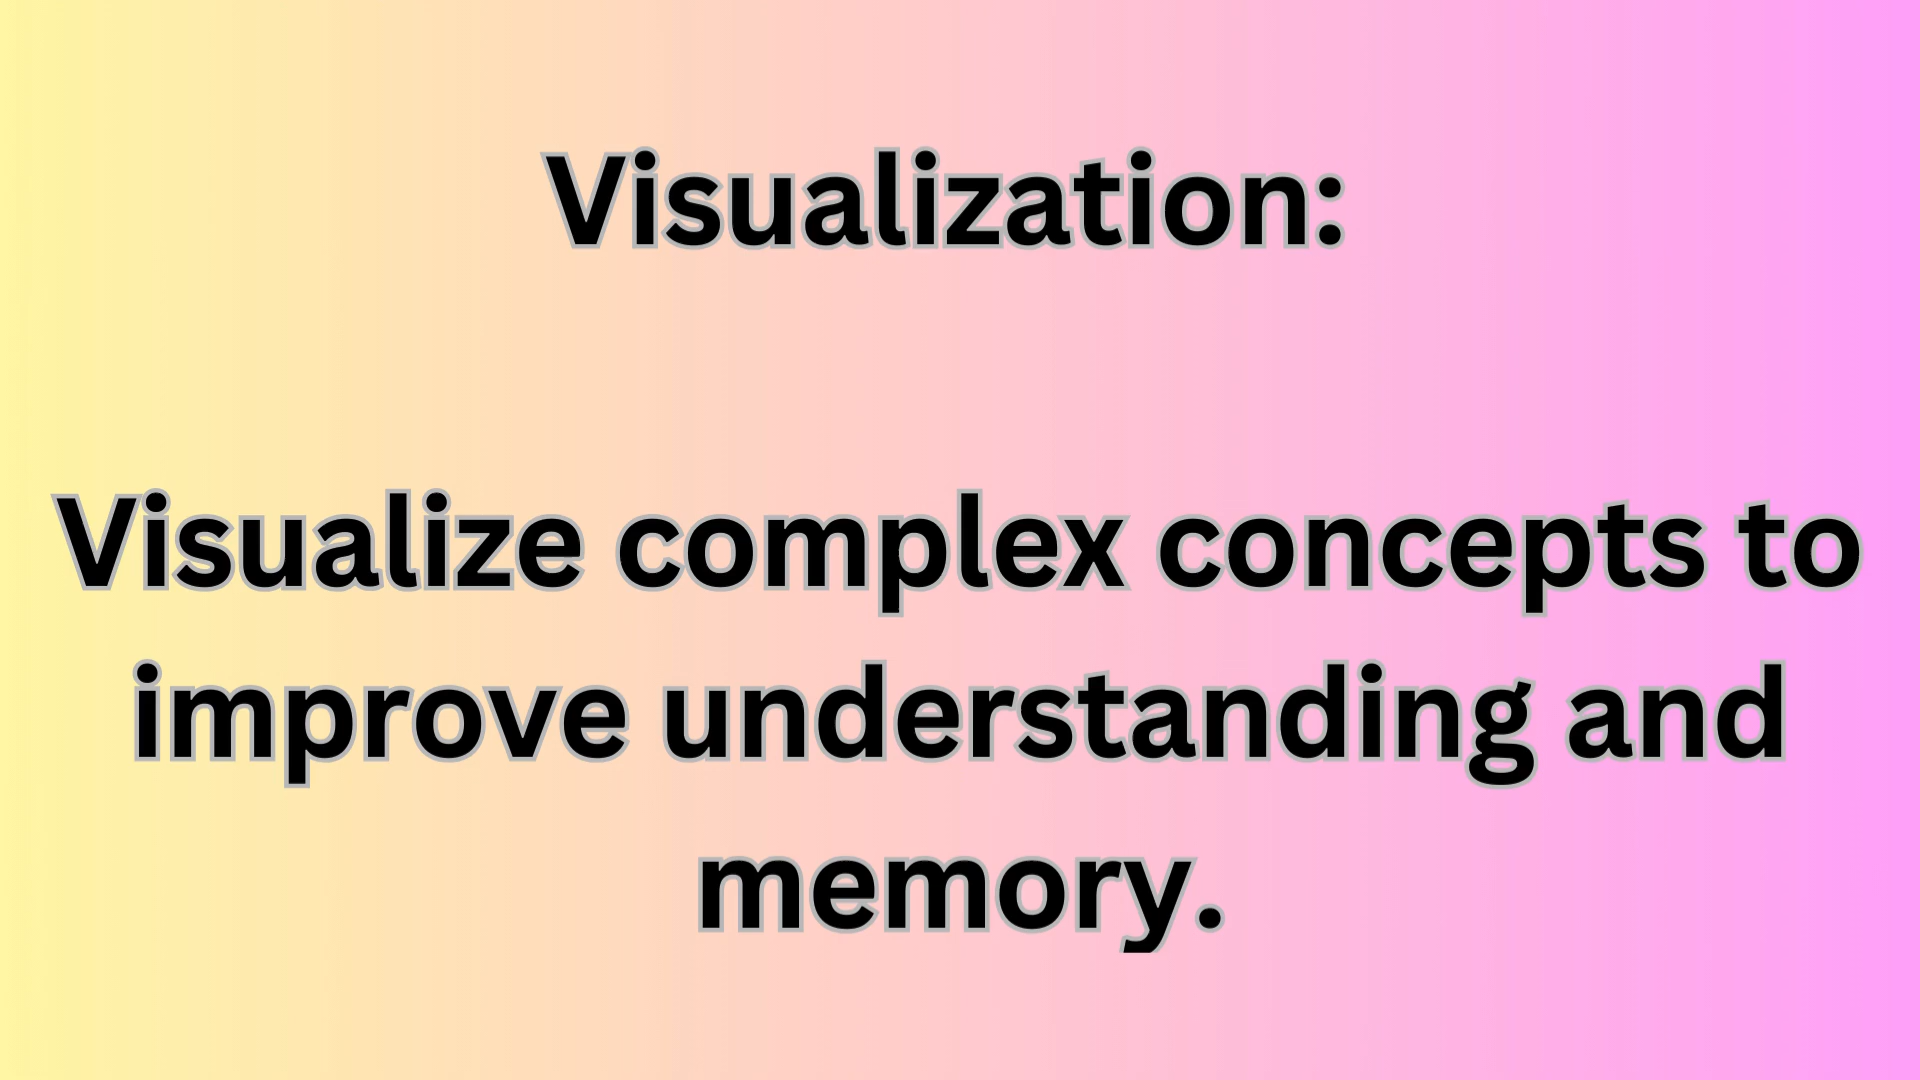 Visualization:
Visualize complex concepts to
improve understanding and
memory.